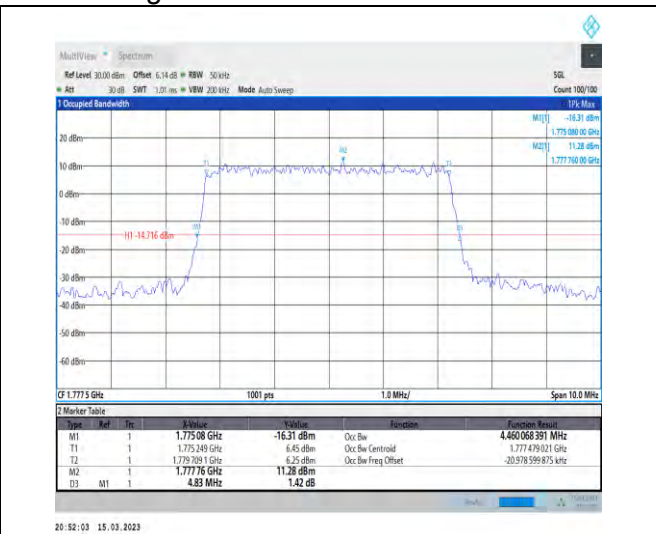 MultiView Spectrum
Ref Level 30.00 dBm Offset 6.14 dB RBW 50 kHz SGL
Att 30 dB SWT 1.01 ms VBW 200 kHz Mode Auto Sweep Count 100/100
1 Occupied Bandwidth 1Pk Max
M1[1] -16.31 dBm
1.775 080 00 GHz
20 dBm
M2[1] 11.28 dBm
1.777 760 00 GHz
M2
T1
10 dBm
0 dBm
-10 dBm
H1 -14.716 dBm
M1
-20 dBm
-30 dBm
-40 dBm
-50 dBm
-60 dBm
CF 1.777 5 GHz 1001 pts 1.0 MHz/ Span 10.0 MHz
2 Marker Table
Type Ref Trc X-Value Y-Value Function Function Result
M1 1 1.775 08 GHz -16.31 dBm Occ Bw 4.460 068 391 MHz
T1 1 1.775 249 GHz 6.45 dBm Occ Bw Centroid 1.777 479 021 GHz
T2 1 1.779 709 1 GHz 6.25 dBm Occ Bw Freq Offset -20.978 599 875 kHz
M2 1 1.777 76 GHz 11.28 dBm
D3 M1 1 4.83 MHz 1.42 dB
20:52:03 15.03.2023